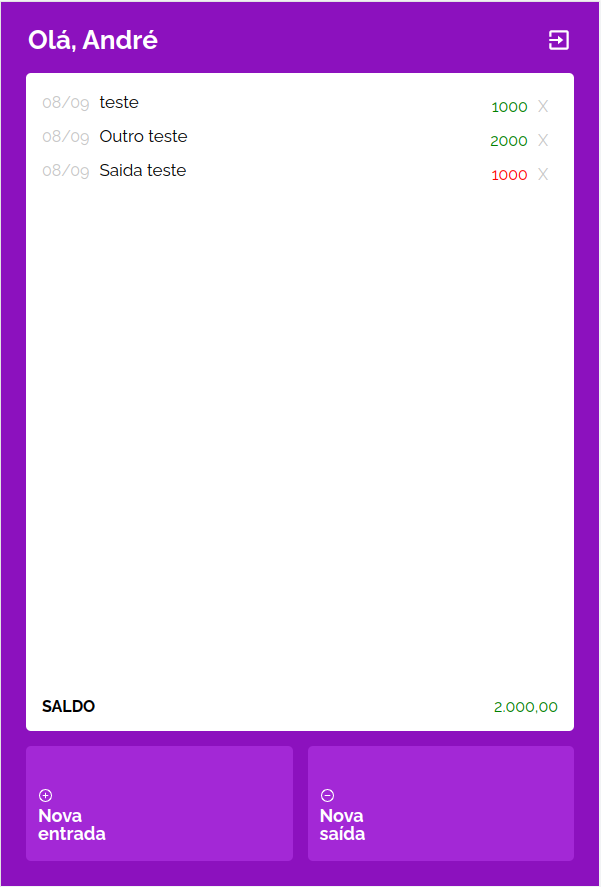 Olá, André
08/09 teste 1000 X
08/09 Outro teste 2000 X
08/09 Saida teste 1000 X
SALDO 2.000,00
Nova
entrada
Nova
saída